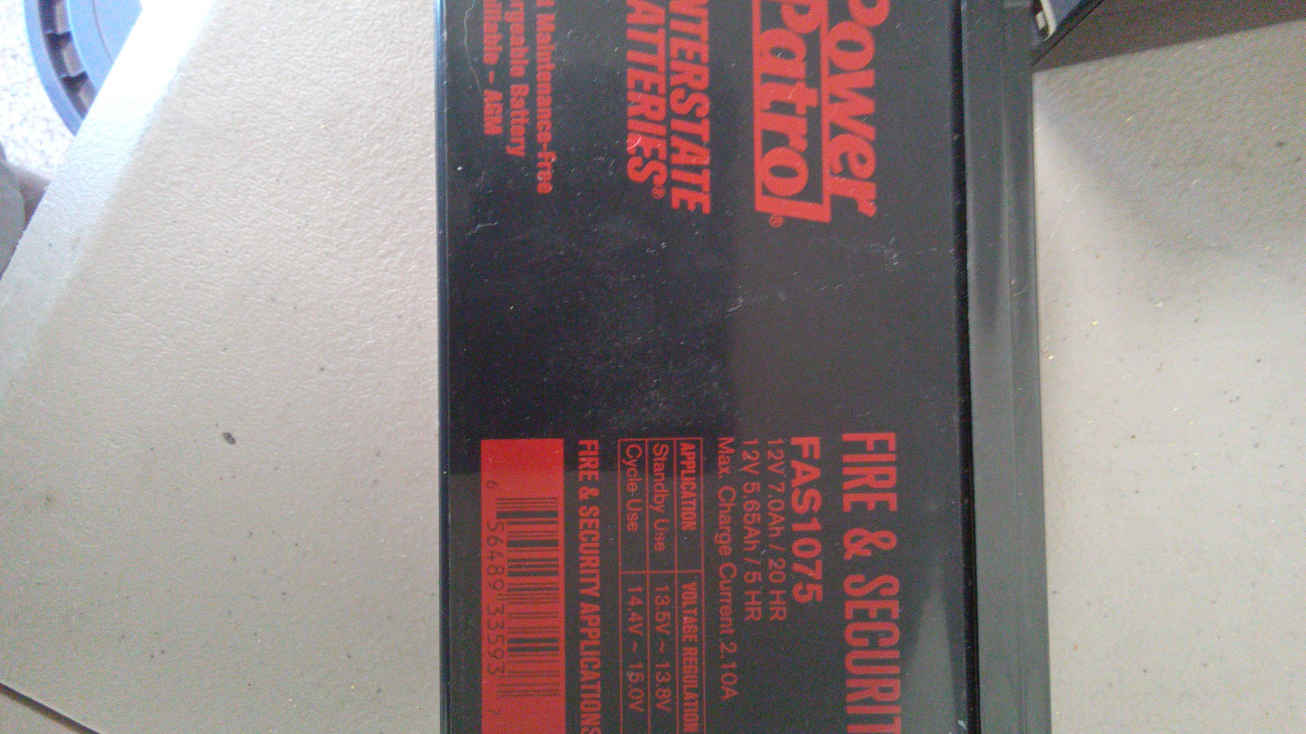 Power
Patrol®
INTERSTATE
BATTERIES®
Maintenance-Free
Battery
AGM
FIRE & SECURIT
FAS1075
12V 7.0Ah / 20 HR
12V 5.65Ah / 5 HR
Max. Charge Current 2.10A
APPLICATION VOLTAGE REGULATION
Standby Use 13.5V ~ 13.8V
Cycle Use 14.4V ~ 15.0V
FIRE & SECURITY APPLICATIONS
6 56489 33593 7